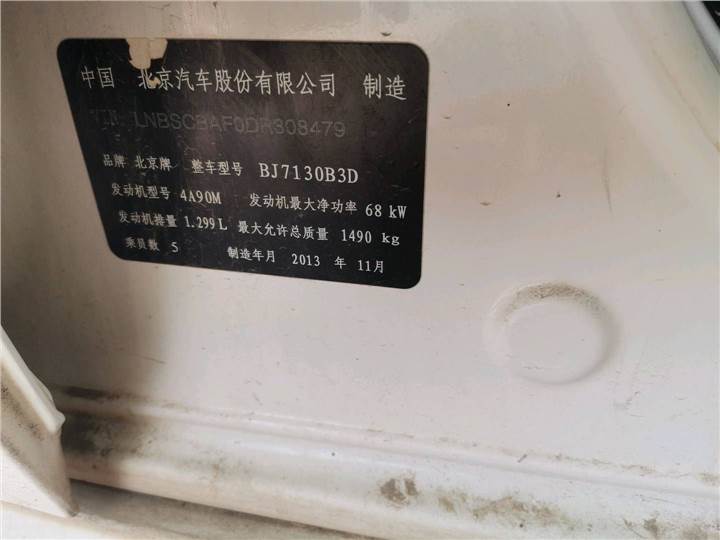 中国 北京汽车股份有限公司 制造
VIN LNBSCBAF0DR308479
品牌 北京牌 整车型号 BJ7130B3D
发动机型号 4A90M 发动机最大净功率 68 kW
发动机排量 1.299L 最大允许总质量 1490 kg
乘员数 5 制造年月 2013 年 11月